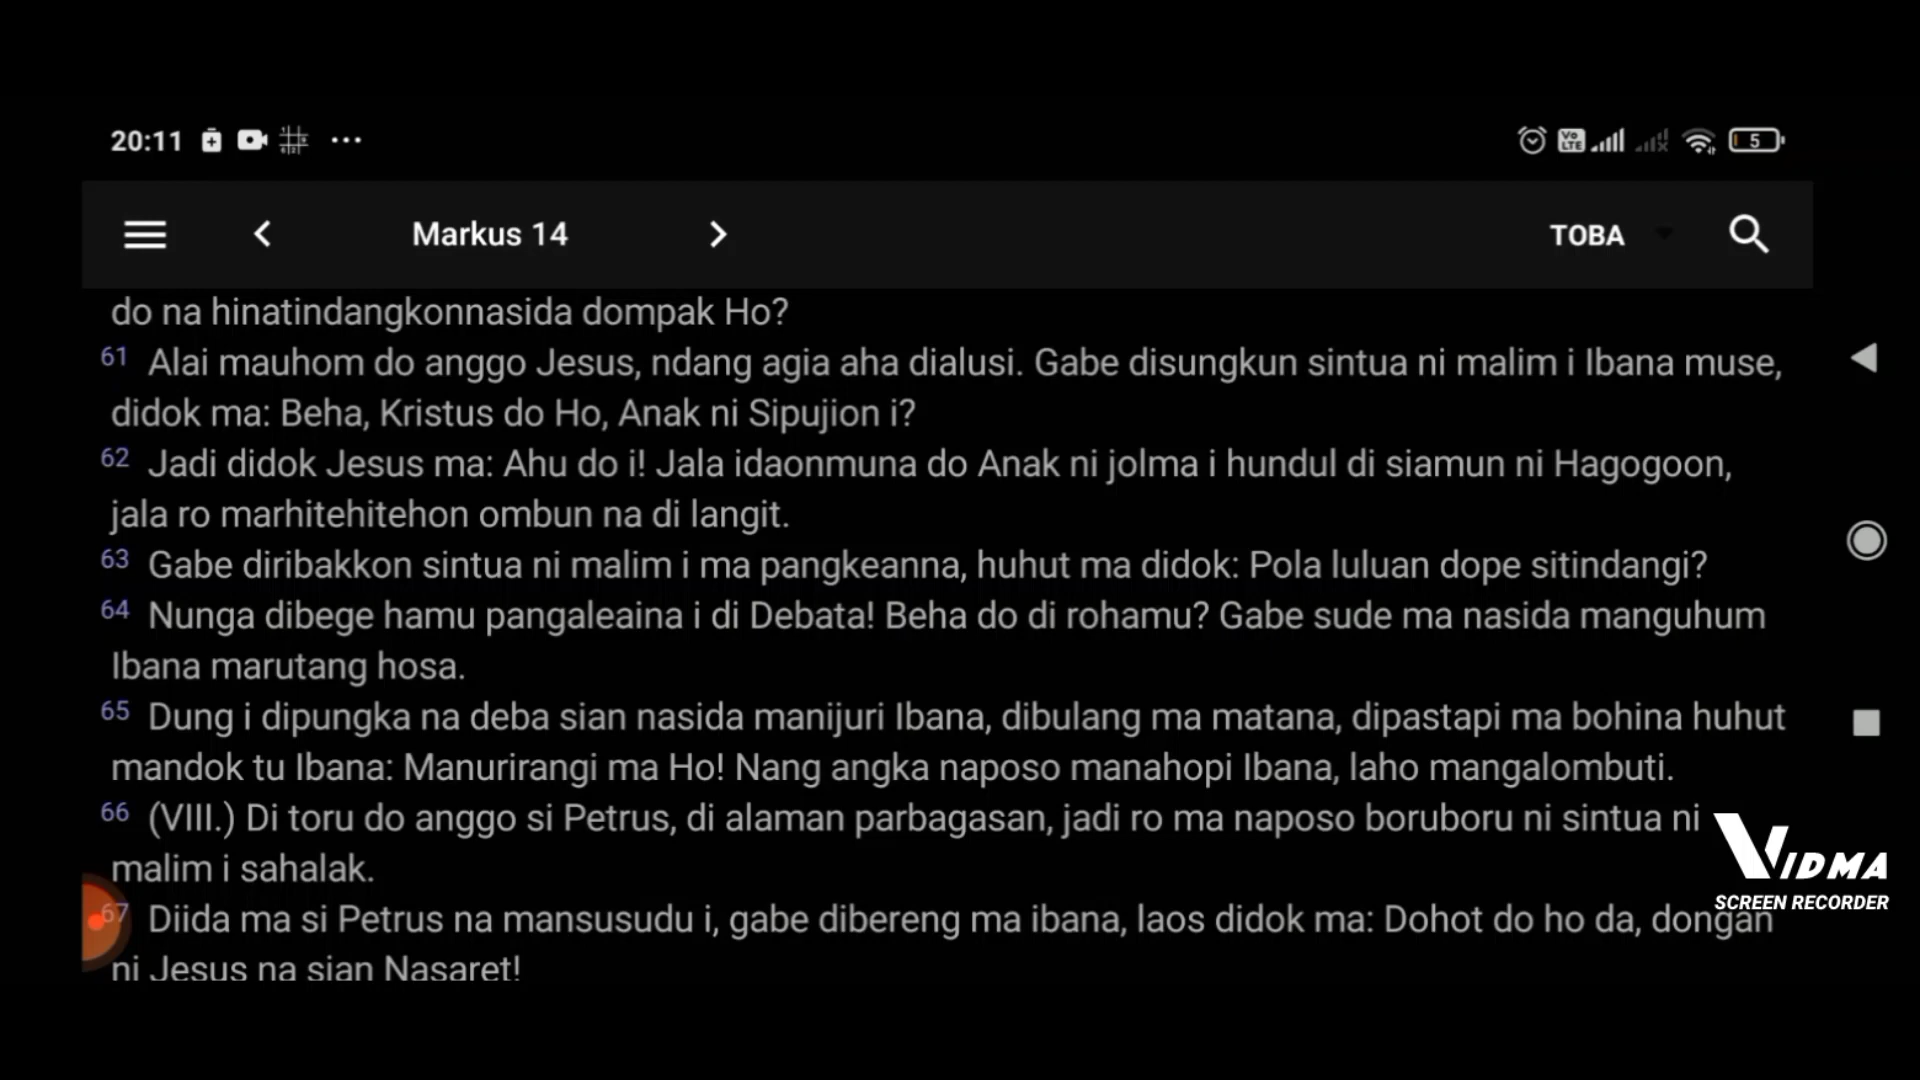 20:11
Vo LTE
5
Markus 14
TOBA
do na hinatindangkonnasida dompak Ho?
61 Alai mauhom do anggo Jesus, ndang agia aha dialusi. Gabe disungkun sintua ni malim i Ibana muse,
didok ma: Beha, Kristus do Ho, Anak ni Sipujion i?
62 Jadi didok Jesus ma: Ahu do i! Jala idaonmuna do Anak ni jolma i hundul di siamun ni Hagogoon,
jala ro marhitehitehon ombun na di langit.
63 Gabe diribakkon sintua ni malim i ma pangkeanna, huhut ma didok: Pola luluan dope sitindangi?
64 Nunga dibege hamu pangaleaina i di Debata! Beha do di rohamu? Gabe sude ma nasida manguhum
Ibana marutang hosa.
65 Dung i dipungka na deba sian nasida manijuri Ibana, dibulang ma matana, dipastapi ma bohina huhut
mandok tu Ibana: Manurirangi ma Ho! Nang angka naposo manahopi Ibana, laho mangalombuti.
66 (VIII.) Di toru do anggo si Petrus, di alaman parbagasan, jadi ro ma naposo boruboru ni sintua ni
malim i sahalak.
67 Diida ma si Petrus na mansusudu i, gabe dibereng ma ibana, laos didok ma: Dohot do ho da, dongan
ni Jesus na sian Nasaret!
VIDMA
SCREEN RECORDER